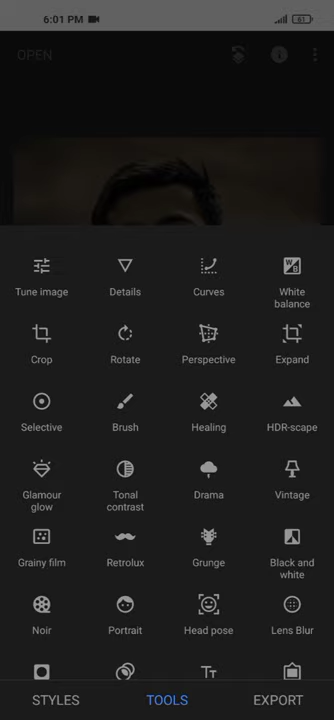 6:01 PM 61
OPEN
Tune image Details Curves White balance
Crop Rotate Perspective Expand
Selective Brush Healing HDR-scape
Glamour glow Tonal contrast Drama Vintage
Grainy film Retrolux Grunge Black and white
Noir Portrait Head pose Lens Blur
STYLES TOOLS EXPORT